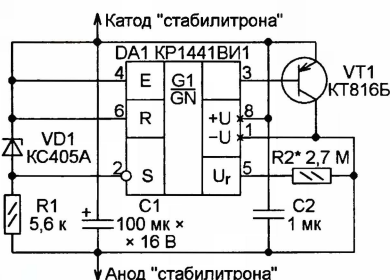 Катод "стабилитрона"
DA1 КР1441ВИ1
4 E G1 3 VT1
GN КТ816Б
6 R +U 8
VD1 −U 1
КС405А R2* 2,7 М
2 S Ur 5
R1 C1 C2
5,6 к + 100 мк × 1 мк
× 16 В
Анод "стабилитрона"